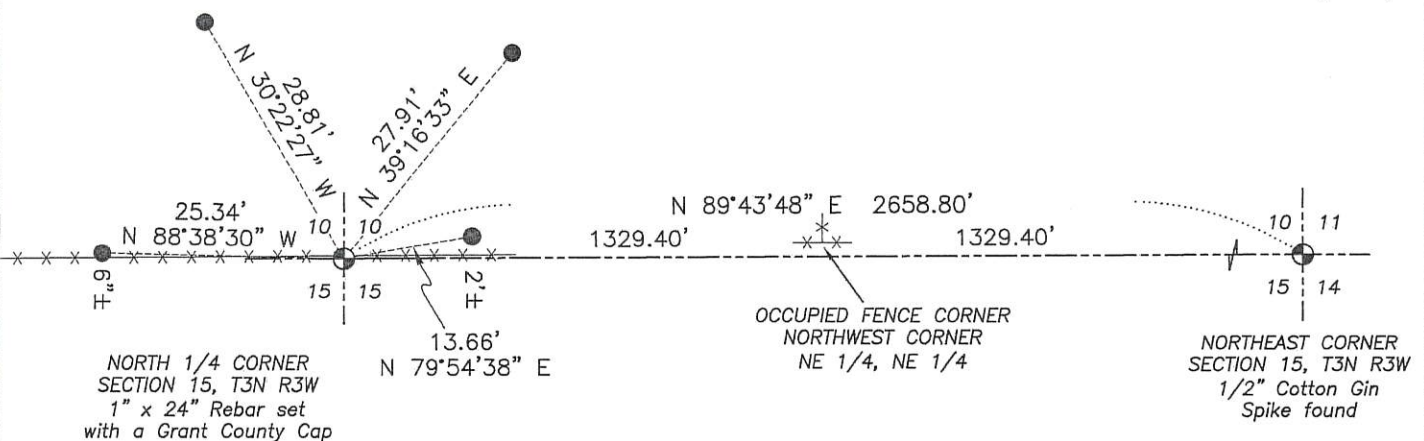 28.81'
N 30°22'27" W
27.91'
N 39°16'33" E
25.34'
N 88°38'30" W
10 10
15 15
6"±
2'±
13.66'
N 79°54'38" E
NORTH 1/4 CORNER
SECTION 15, T3N R3W
1" x 24" Rebar set
with a Grant County Cap
N 89°43'48" E 2658.80'
1329.40' 1329.40'
OCCUPIED FENCE CORNER
NORTHWEST CORNER
NE 1/4, NE 1/4
10 11
15 14
NORTHEAST CORNER
SECTION 15, T3N R3W
1/2" Cotton Gin
Spike found